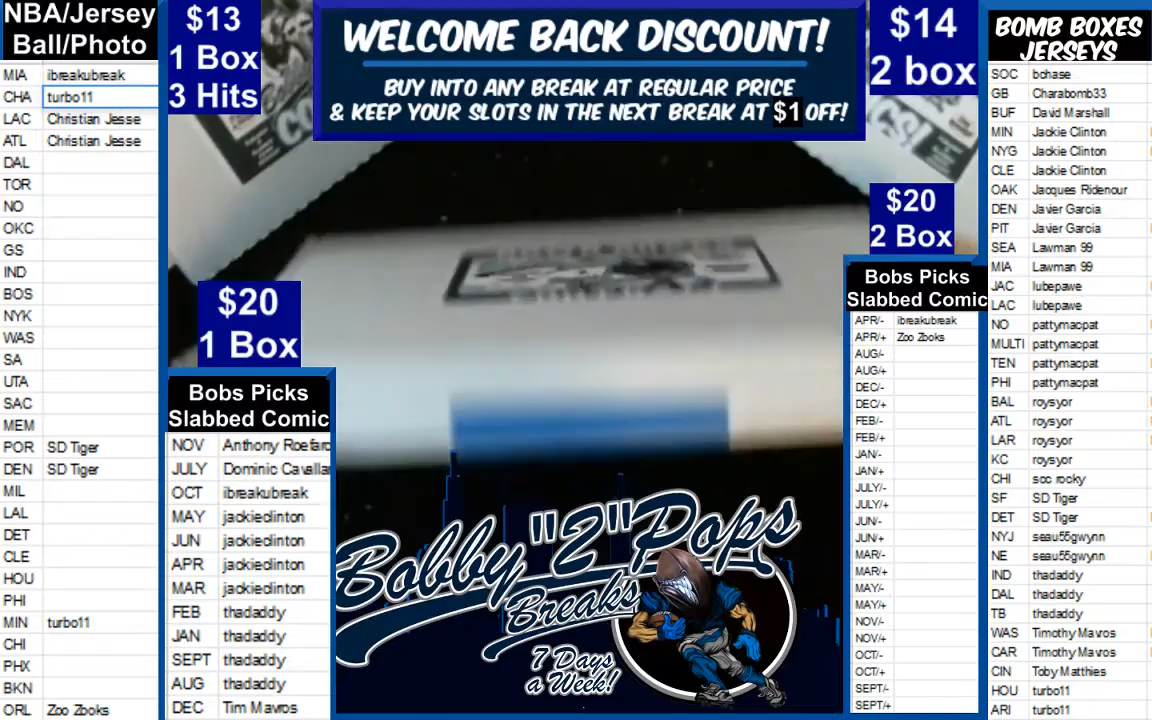 NBA/Jersey
Ball/Photo
MIA ibreakubreak
CHA turbo11
LAC Christian Jesse
ATL Christian Jesse
DAL
TOR
NO
OKC
GS
IND
BOS
NYK
WAS
SA
UTA
SAC
MEM
POR SD Tiger
DEN SD Tiger
MIL
LAL
DET
CLE
HOU
PHI
MIN turbo11
CHI
PHX
BKN
ORL Zoo Zboks
$13
1 Box
3 Hits
WELCOME BACK DISCOUNT!
BUY INTO ANY BREAK AT REGULAR PRICE
& KEEP YOUR SLOTS IN THE NEXT BREAK AT $1 OFF!
$14
2 box
$20
2 Box
$20
1 Box
Bobs Picks
Slabbed Comic
NOV Anthony Roefaro
JULY Dominic Cavallar
OCT ibreakubreak
MAY jackieclinton
JUN jackieclinton
APR jackieclinton
MAR jackieclinton
FEB thadaddy
JAN thadaddy
SEPT thadaddy
AUG thadaddy
DEC Tim Mavros
Bobby "2" Pops
Breaks
7 Days
a Week!
Bobs Picks
Slabbed Comic
APR/- ibreakubreak
APR/+ Zoo Zboks
AUG/-
AUG/+
DEC/-
DEC/+
FEB/-
FEB/+
JAN/-
JAN/+
JULY/-
JULY/+
JUN/-
JUN/+
MAR/-
MAR/+
MAY/-
MAY/+
NOV/-
NOV/+
OCT/-
OCT/+
SEPT/-
SEPT/+
BOMB BOXES
JERSEYS
SOC bchase
GB Charabomb33
BUF David Marshall
MIN Jackie Clinton
NYG Jackie Clinton
CLE Jackie Clinton
OAK Jacques Ridenour
DEN Javier Garcia
PIT Javier Garcia
SEA Lawman 99
MIA Lawman 99
JAC lubepawe
LAC lubepawe
NO pattymacpat
MULTI pattymacpat
TEN pattymacpat
PHI pattymacpat
BAL roysyor
ATL roysyor
LAR roysyor
KC roysyor
CHI soc rocky
SF SD Tiger
DET SD Tiger
NYJ seau55gwynn
NE seau55gwynn
IND thadaddy
DAL thadaddy
TB thadaddy
WAS Timothy Mavros
CAR Timothy Mavros
CIN Toby Matthies
HOU turbo11
ARI turbo11